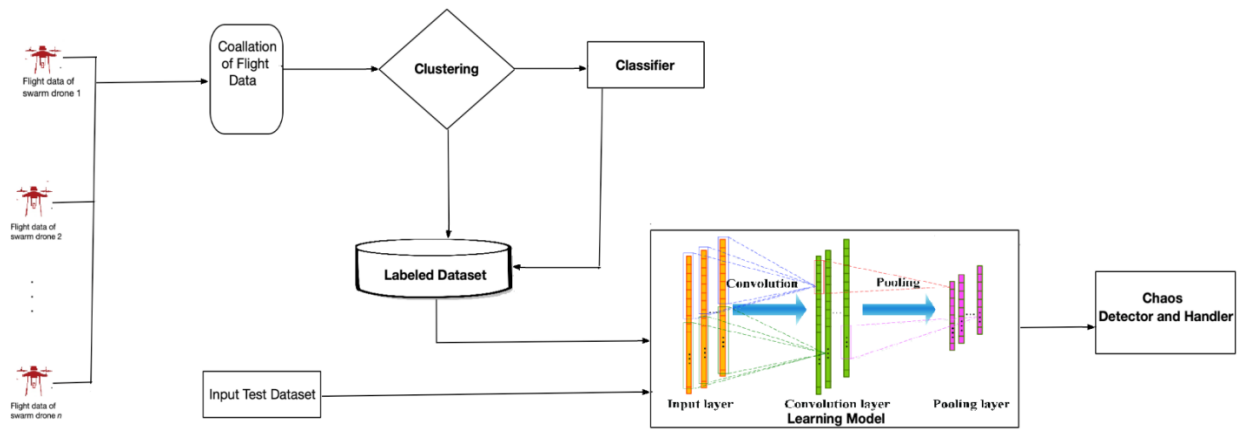 Coallation
of Flight
Data
Clustering
Classifier
Flight data of
swarm drone 1
Flight data of
swarm drone 2
Flight data of
swarm drone n
Labeled Dataset
Input Test Dataset
Convolution
Pooling
Input layer
Convolution layer
Pooling layer
Learning Model
Chaos
Detector and Handler